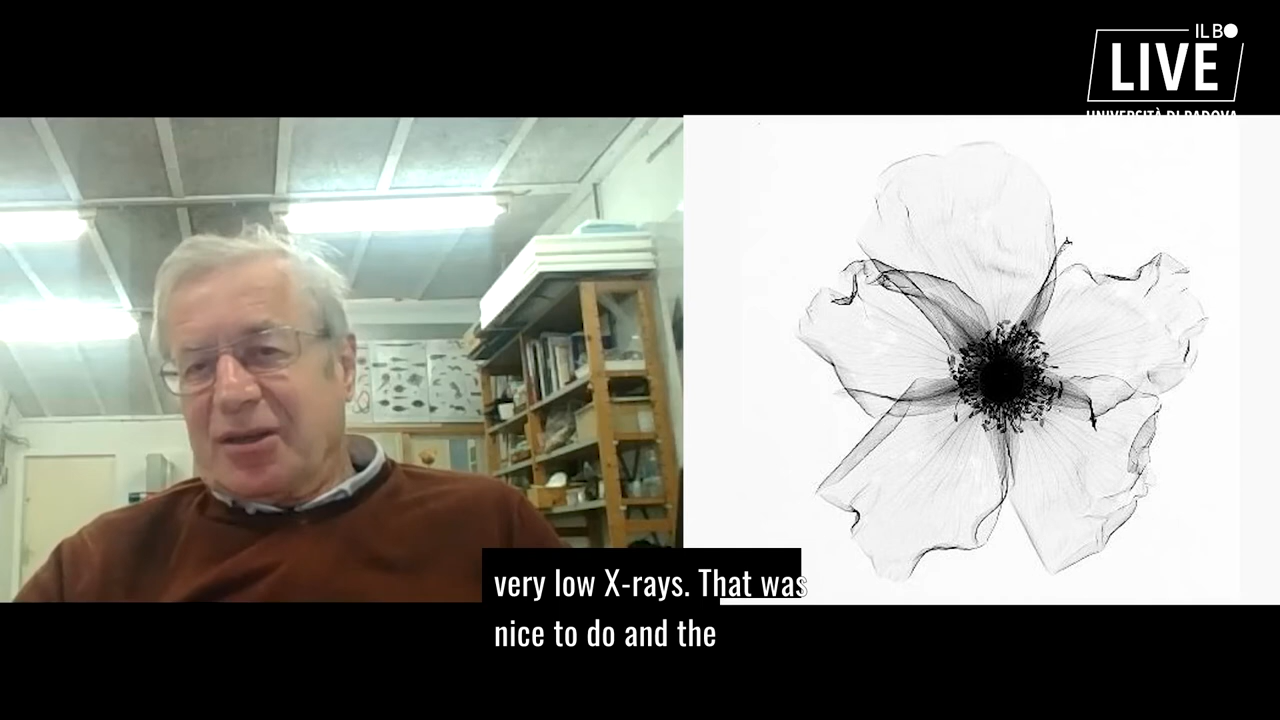 IL BO
LIVE
UNIVERSITÀ DI PADOVA
very low X-rays. That was
nice to do and the